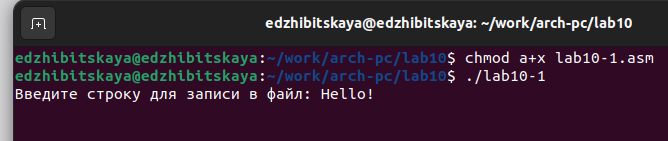 edzhibitskaya@edzhibitskaya: ~/work/arch-pc/lab10
edzhibitskaya@edzhibitskaya:~/work/arch-pc/lab10$ chmod a+x lab10-1.asm
edzhibitskaya@edzhibitskaya:~/work/arch-pc/lab10$ ./lab10-1
Введите строку для записи в файл: Hello!